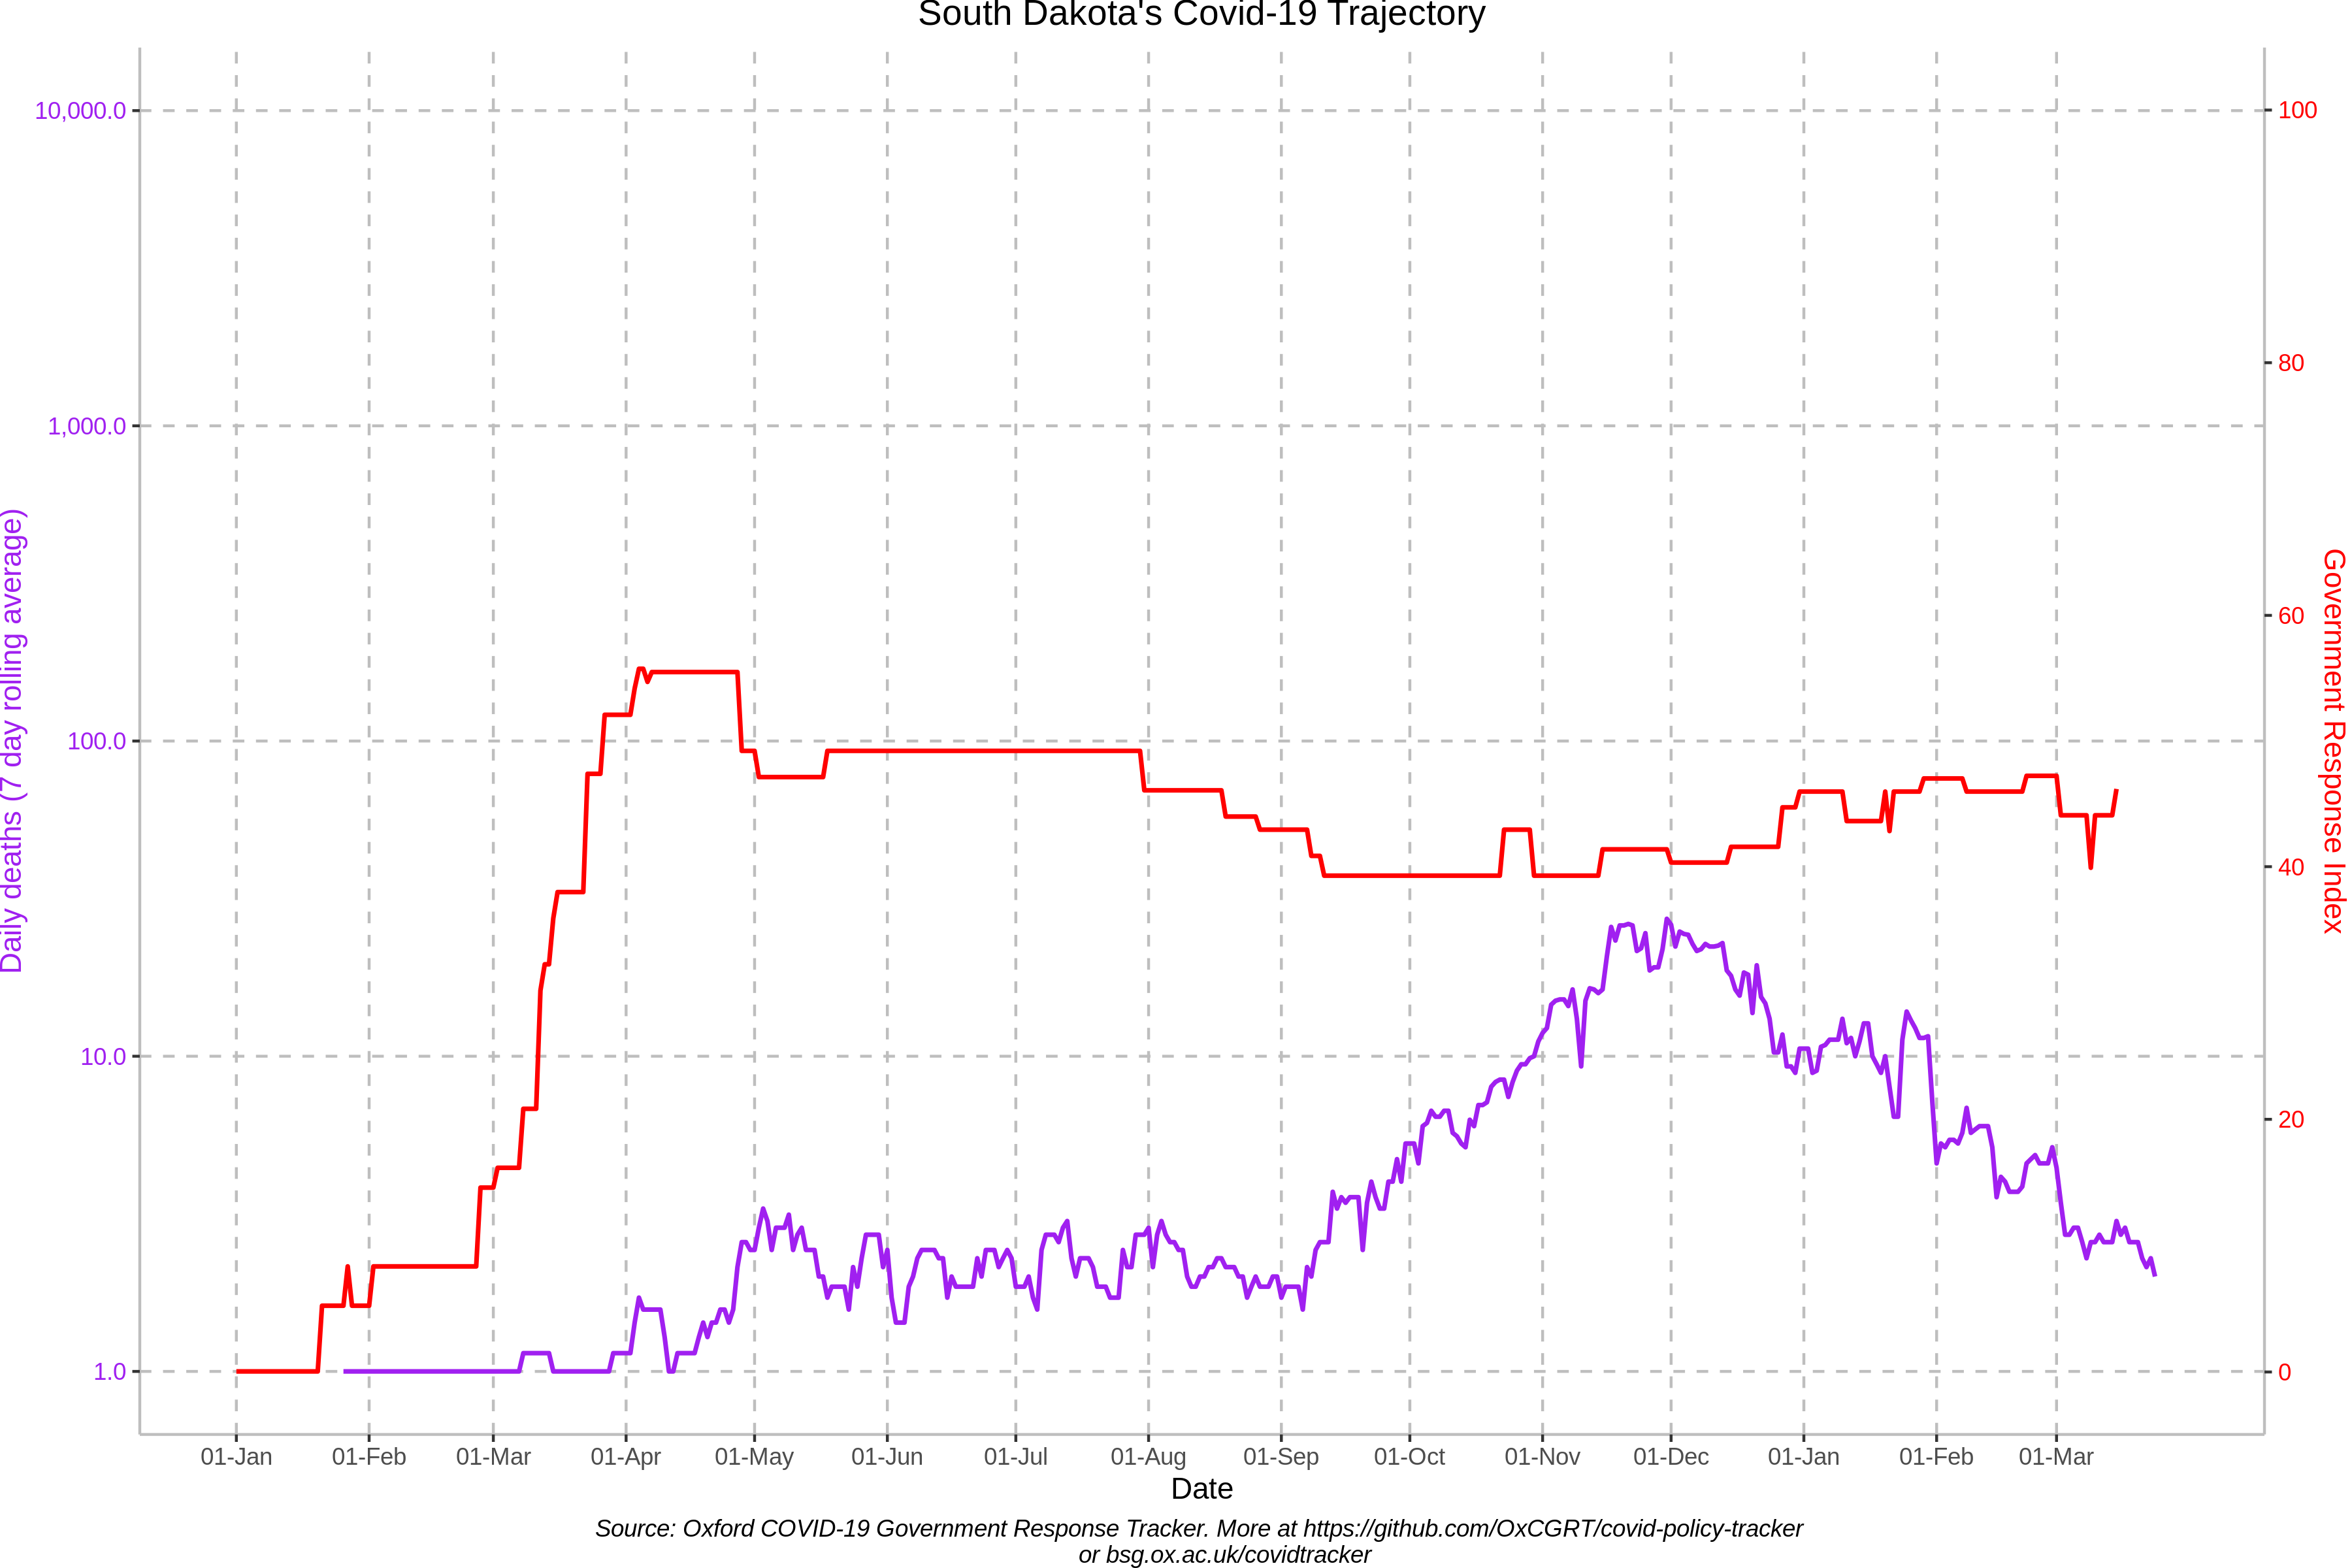 South Dakota's Covid-19 Trajectory
Daily deaths (7 day rolling average)
10,000.0
1,000.0
100.0
10.0
1.0
100
80
60
40
20
0
Government Response Index
01-Jan 01-Feb 01-Mar 01-Apr 01-May 01-Jun 01-Jul 01-Aug 01-Sep 01-Oct 01-Nov 01-Dec 01-Jan 01-Feb 01-Mar
Date
Source: Oxford COVID-19 Government Response Tracker. More at https://github.com/OxCGRT/covid-policy-tracker
or bsg.ox.ac.uk/covidtracker